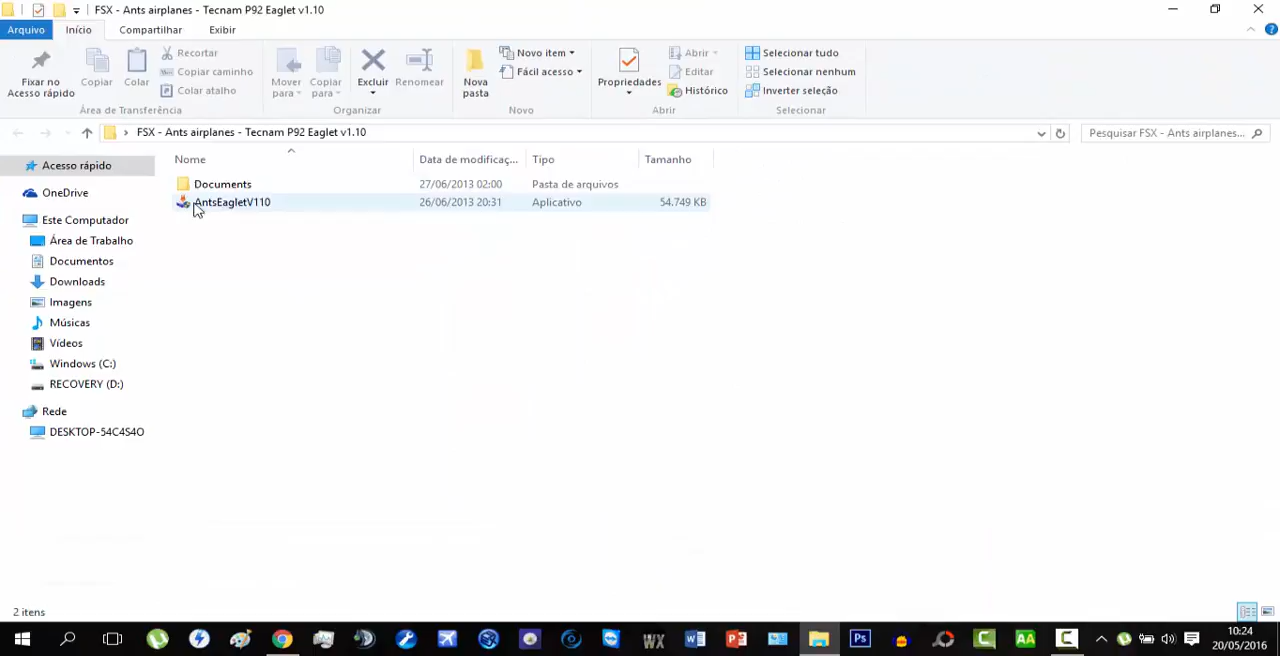 FSX - Ants airplanes - Tecnam P92 Eaglet v1.10
Arquivo Início Compartilhar Exibir
Fixar no Acesso rápido
Copiar
Colar
Recortar
Copiar caminho
Colar atalho
Área de Transferência
Mover para
Copiar para
Excluir
Renomear
Organizar
Nova pasta
Novo item
Fácil acesso
Novo
Propriedades
Abrir
Editar
Histórico
Abrir
Selecionar tudo
Selecionar nenhum
Inverter seleção
Selecionar
FSX - Ants airplanes - Tecnam P92 Eaglet v1.10
Pesquisar FSX - Ants airplanes...
Nome Data de modificaç... Tipo Tamanho
Documents 27/06/2013 02:00 Pasta de arquivos
AntsEagletV110 26/06/2013 20:31 Aplicativo 54.749 KB
Acesso rápido
OneDrive
Este Computador
Área de Trabalho
Documentos
Downloads
Imagens
Músicas
Vídeos
Windows (C:)
RECOVERY (D:)
Rede
DESKTOP-54C4S4O
2 itens
WX
Ps
AA
10:24
20/05/2016